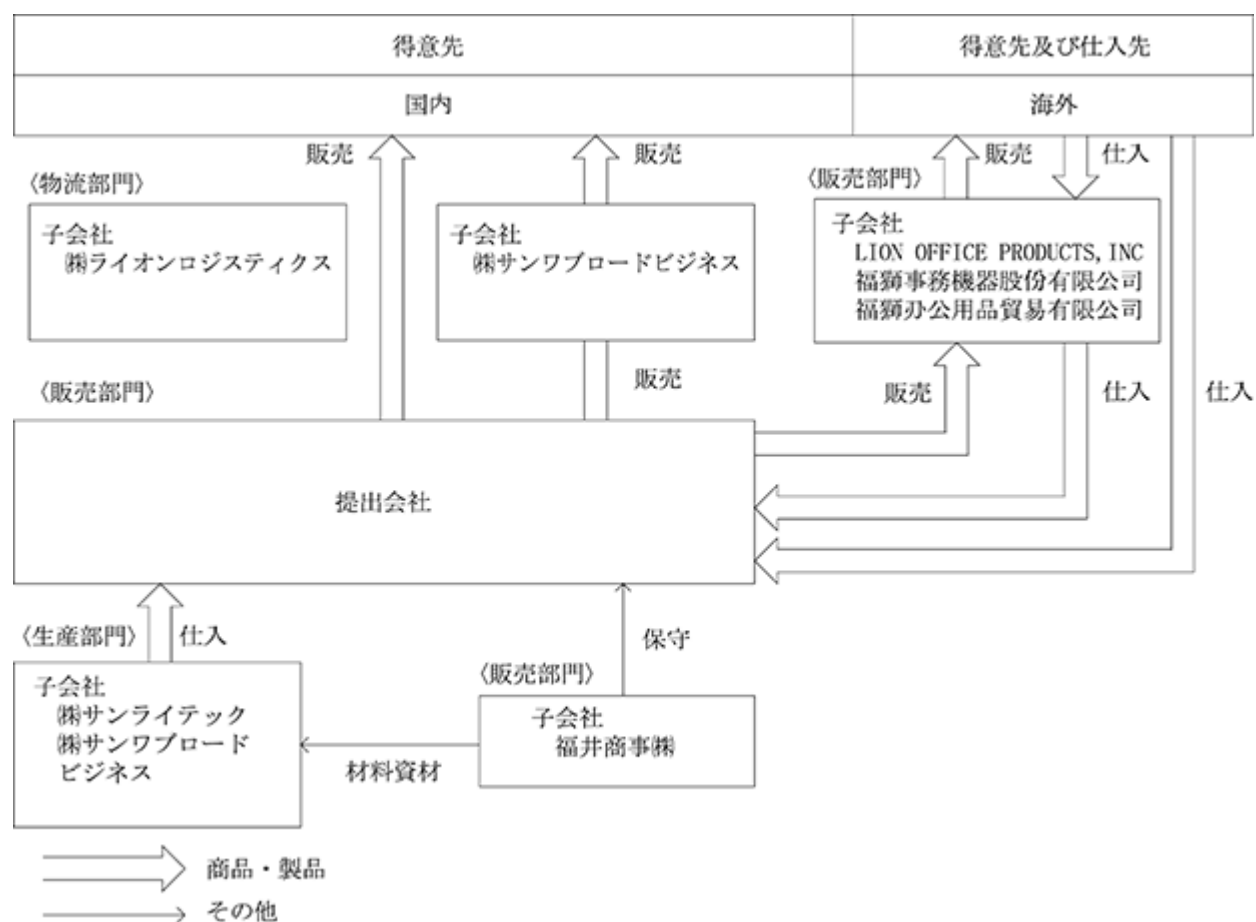 得意先
得意先及び仕入先
国内
海外
販売
販売
販売
仕入
〈物流部門〉
子会社
㈱ライオンロジスティクス
子会社
㈱サンワブロードビジネス
〈販売部門〉
子会社
LION OFFICE PRODUCTS, INC
福獅事務機器股份有限公司
福獅办公用品貿易有限公司
〈販売部門〉
販売
販売
仕入
仕入
提出会社
〈生産部門〉
仕入
子会社
㈱サンライテック
㈱サンワブロード
ビジネス
保守
〈販売部門〉
子会社
福井商事㈱
材料資材
商品・製品
その他